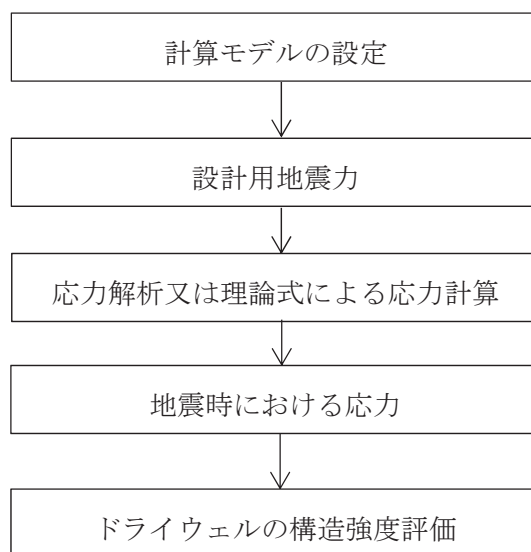 計算モデルの設定
設計用地震力
応力解析又は理論式による応力計算
地震時における応力
ドライウェルの構造強度評価